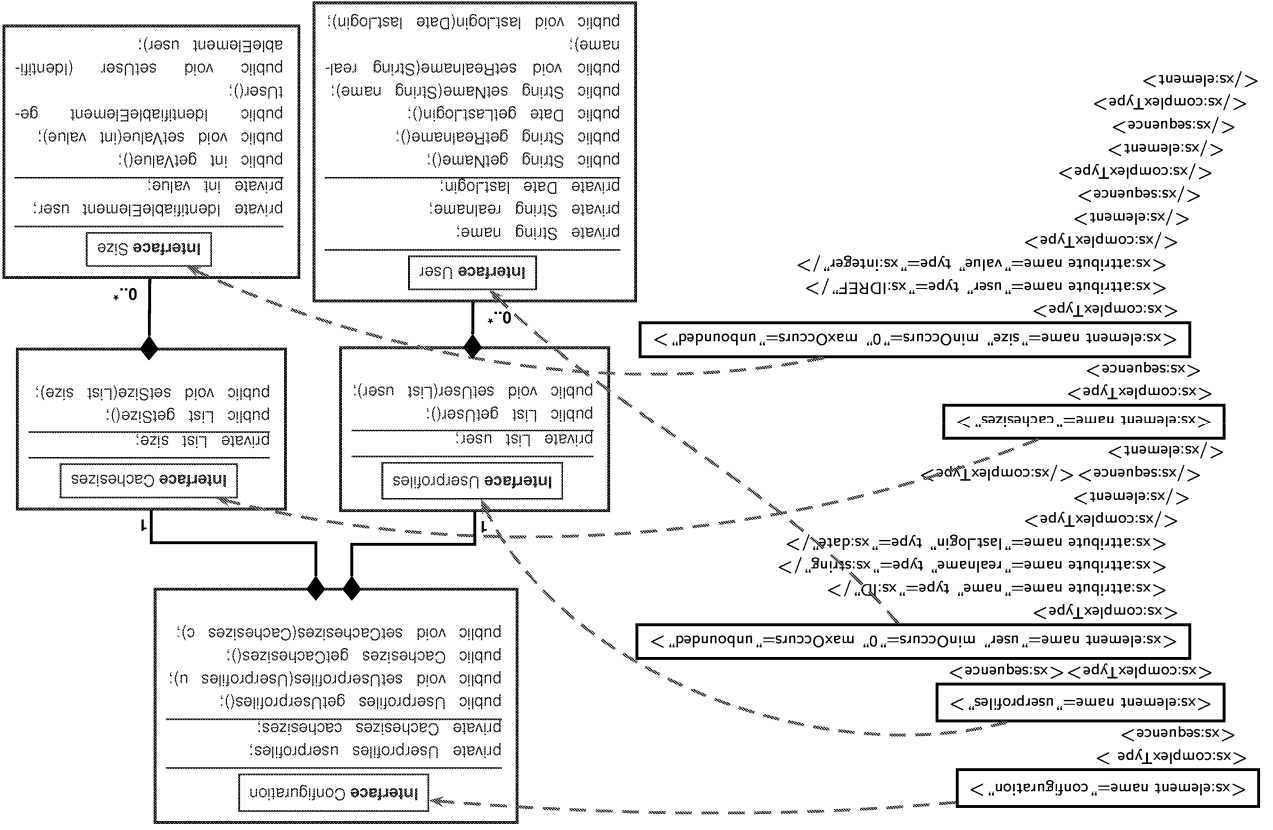 <xs:element name="configuration" >
<xs:complexType >
<xs:sequence>
<xs:element name="userprofiles" >
<xs:complexType> <xs:sequence>
<xs:element name="user" minOccurs="0" maxOccurs="unbounded" >
<xs:complexType>
<xs:attribute name="name" type="xs:ID"/>
<xs:attribute name="realname" type="xs:string"/>
<xs:attribute name="lastLogin" type="xs:date"/>
</xs:complexType>
</xs:element>
</xs:sequence> </xs:complexType>
</xs:element>
<xs:element name="cachesizes" >
<xs:complexType>
<xs:sequence>
<xs:element name="size" minOccurs="0" maxOccurs="unbounded" >
<xs:complexType>
<xs:attribute name="user" type="xs:IDREF"/>
<xs:attribute name="value" type="xs:integer"/>
</xs:complexType>
</xs:element>
</xs:sequence>
</xs:complexType>
</xs:element>
</xs:sequence>
</xs:complexType>
</xs:element>
Interface Configuration
private Userprofiles userprofiles;
private Cachesizes cachesizes;
public Userprofiles getUserprofiles();
public void setUserprofiles(Userprofiles u);
public Cachesizes getCachesizes();
public void setCachesizes(Cachesizes c);
1
1
Interface Userprofiles
private List user;
public List getUser();
public void setUser(List user);
Interface Cachesizes
private List size;
public List getSize();
public void setSize(List size);
0..*
0..*
Interface User
private String name;
private String realname;
private Date lastLogin;
public String getName();
public String getRealname();
public Date getLastLogin();
public String setName(String name);
public void setRealname(String real-
name);
public void lastLogin(Date lastLogin);
Interface Size
private IdentifiableElement user;
private int value;
public int getValue();
public void setValue(int value);
public IdentifiableElement ge-
tUser();
public void setUser (Identifi-
ableElement user);